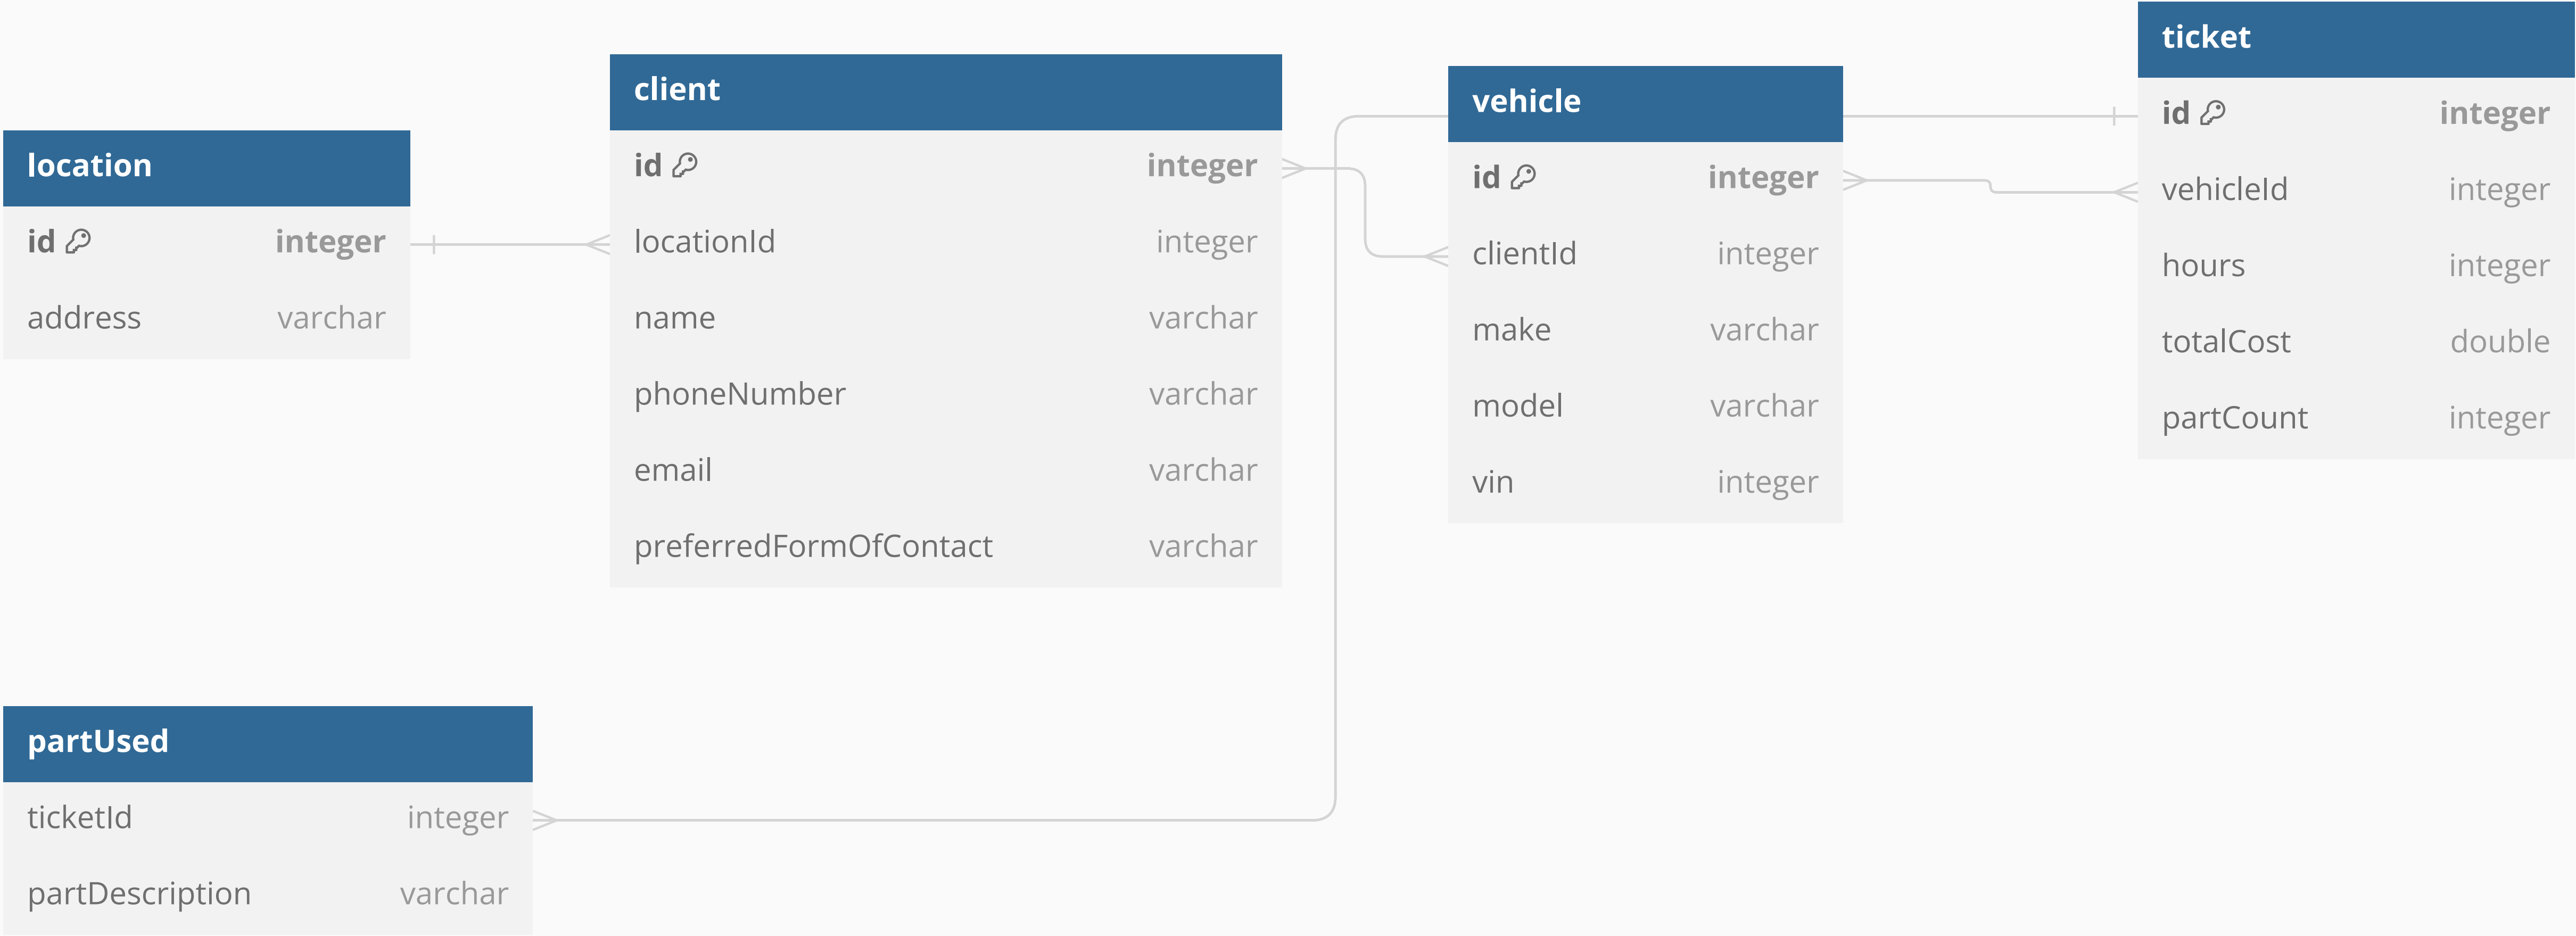 location
id integer
address varchar
client
id integer
locationId integer
name varchar
phoneNumber varchar
email varchar
preferredFormOfContact varchar
vehicle
id integer
clientId integer
make varchar
model varchar
vin integer
ticket
id integer
vehicleId integer
hours integer
totalCost double
partCount integer
partUsed
ticketId integer
partDescription varchar